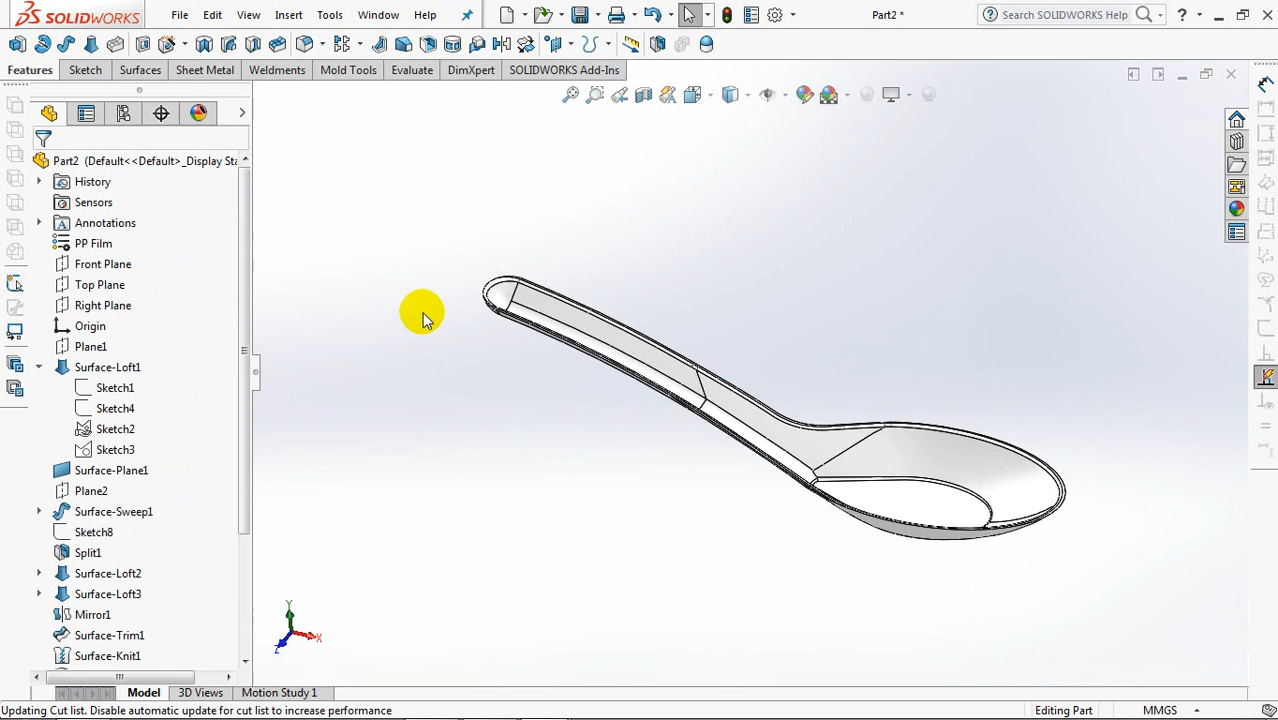 SOLIDWORKS File Edit View Insert Tools Window Help Part2 * Search SOLIDWORKS Help ?
Features Sketch Surfaces Sheet Metal Weldments Mold Tools Evaluate DimXpert SOLIDWORKS Add-Ins
Part2 (Default<<Default>_Display Sta
History
Sensors
Annotations
PP Film
Front Plane
Top Plane
Right Plane
Origin
Plane1
Surface-Loft1
Sketch1
Sketch4
Sketch2
Sketch3
Surface-Plane1
Plane2
Surface-Sweep1
Sketch8
Split1
Surface-Loft2
Surface-Loft3
Mirror1
Surface-Trim1
Surface-Knit1
Y
X
Z
Model 3D Views Motion Study 1
Updating Cut list. Disable automatic update for cut list to increase performance Editing Part MMGS